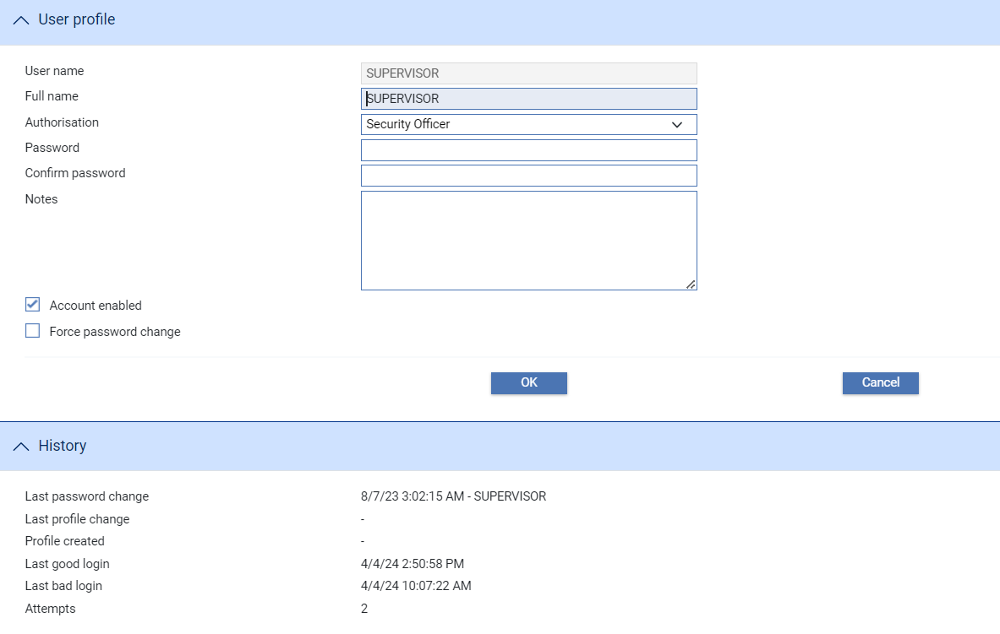 User profile
User name SUPERVISOR
Full name SUPERVISOR
Authorisation Security Officer
Password
Confirm password
Notes
Account enabled
Force password change
OK Cancel
History
Last password change 8/7/23 3:02:15 AM - SUPERVISOR
Last profile change -
Profile created -
Last good login 4/4/24 2:50:58 PM
Last bad login 4/4/24 10:07:22 AM
Attempts 2